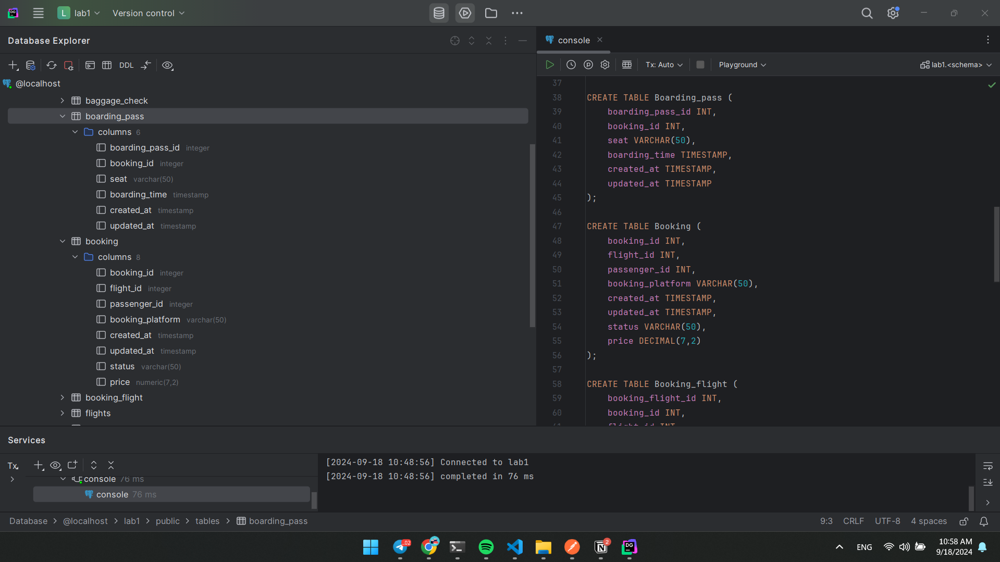 L lab1 Version control
Database Explorer
DDL
@localhost
baggage_check
boarding_pass
columns 6
boarding_pass_id integer
booking_id integer
seat varchar(50)
boarding_time timestamp
created_at timestamp
updated_at timestamp
booking
columns 8
booking_id integer
flight_id integer
passenger_id integer
booking_platform varchar(50)
created_at timestamp
updated_at timestamp
status varchar(50)
price numeric(7,2)
booking_flight
flights
console
Tx: Auto Playground lab1.<schema>
37
38 CREATE TABLE Boarding_pass (
39 boarding_pass_id INT,
40 booking_id INT,
41 seat VARCHAR(50),
42 boarding_time TIMESTAMP,
43 created_at TIMESTAMP,
44 updated_at TIMESTAMP
45 );
46
47 CREATE TABLE Booking (
48 booking_id INT,
49 flight_id INT,
50 passenger_id INT,
51 booking_platform VARCHAR(50),
52 created_at TIMESTAMP,
53 updated_at TIMESTAMP,
54 status VARCHAR(50),
55 price DECIMAL(7,2)
56 );
57
58 CREATE TABLE Booking_flight (
59 booking_flight_id INT,
60 booking_id INT,
61 flight_id INT
Services
Tx
console 76 ms
console 76 ms
[2024-09-18 10:48:56] Connected to lab1
[2024-09-18 10:48:56] completed in 76 ms
Database > @localhost > lab1 > public > tables > boarding_pass
9:3 CRLF UTF-8 4 spaces
..02
2
DG
ENG
10:58 AM
9/18/2024